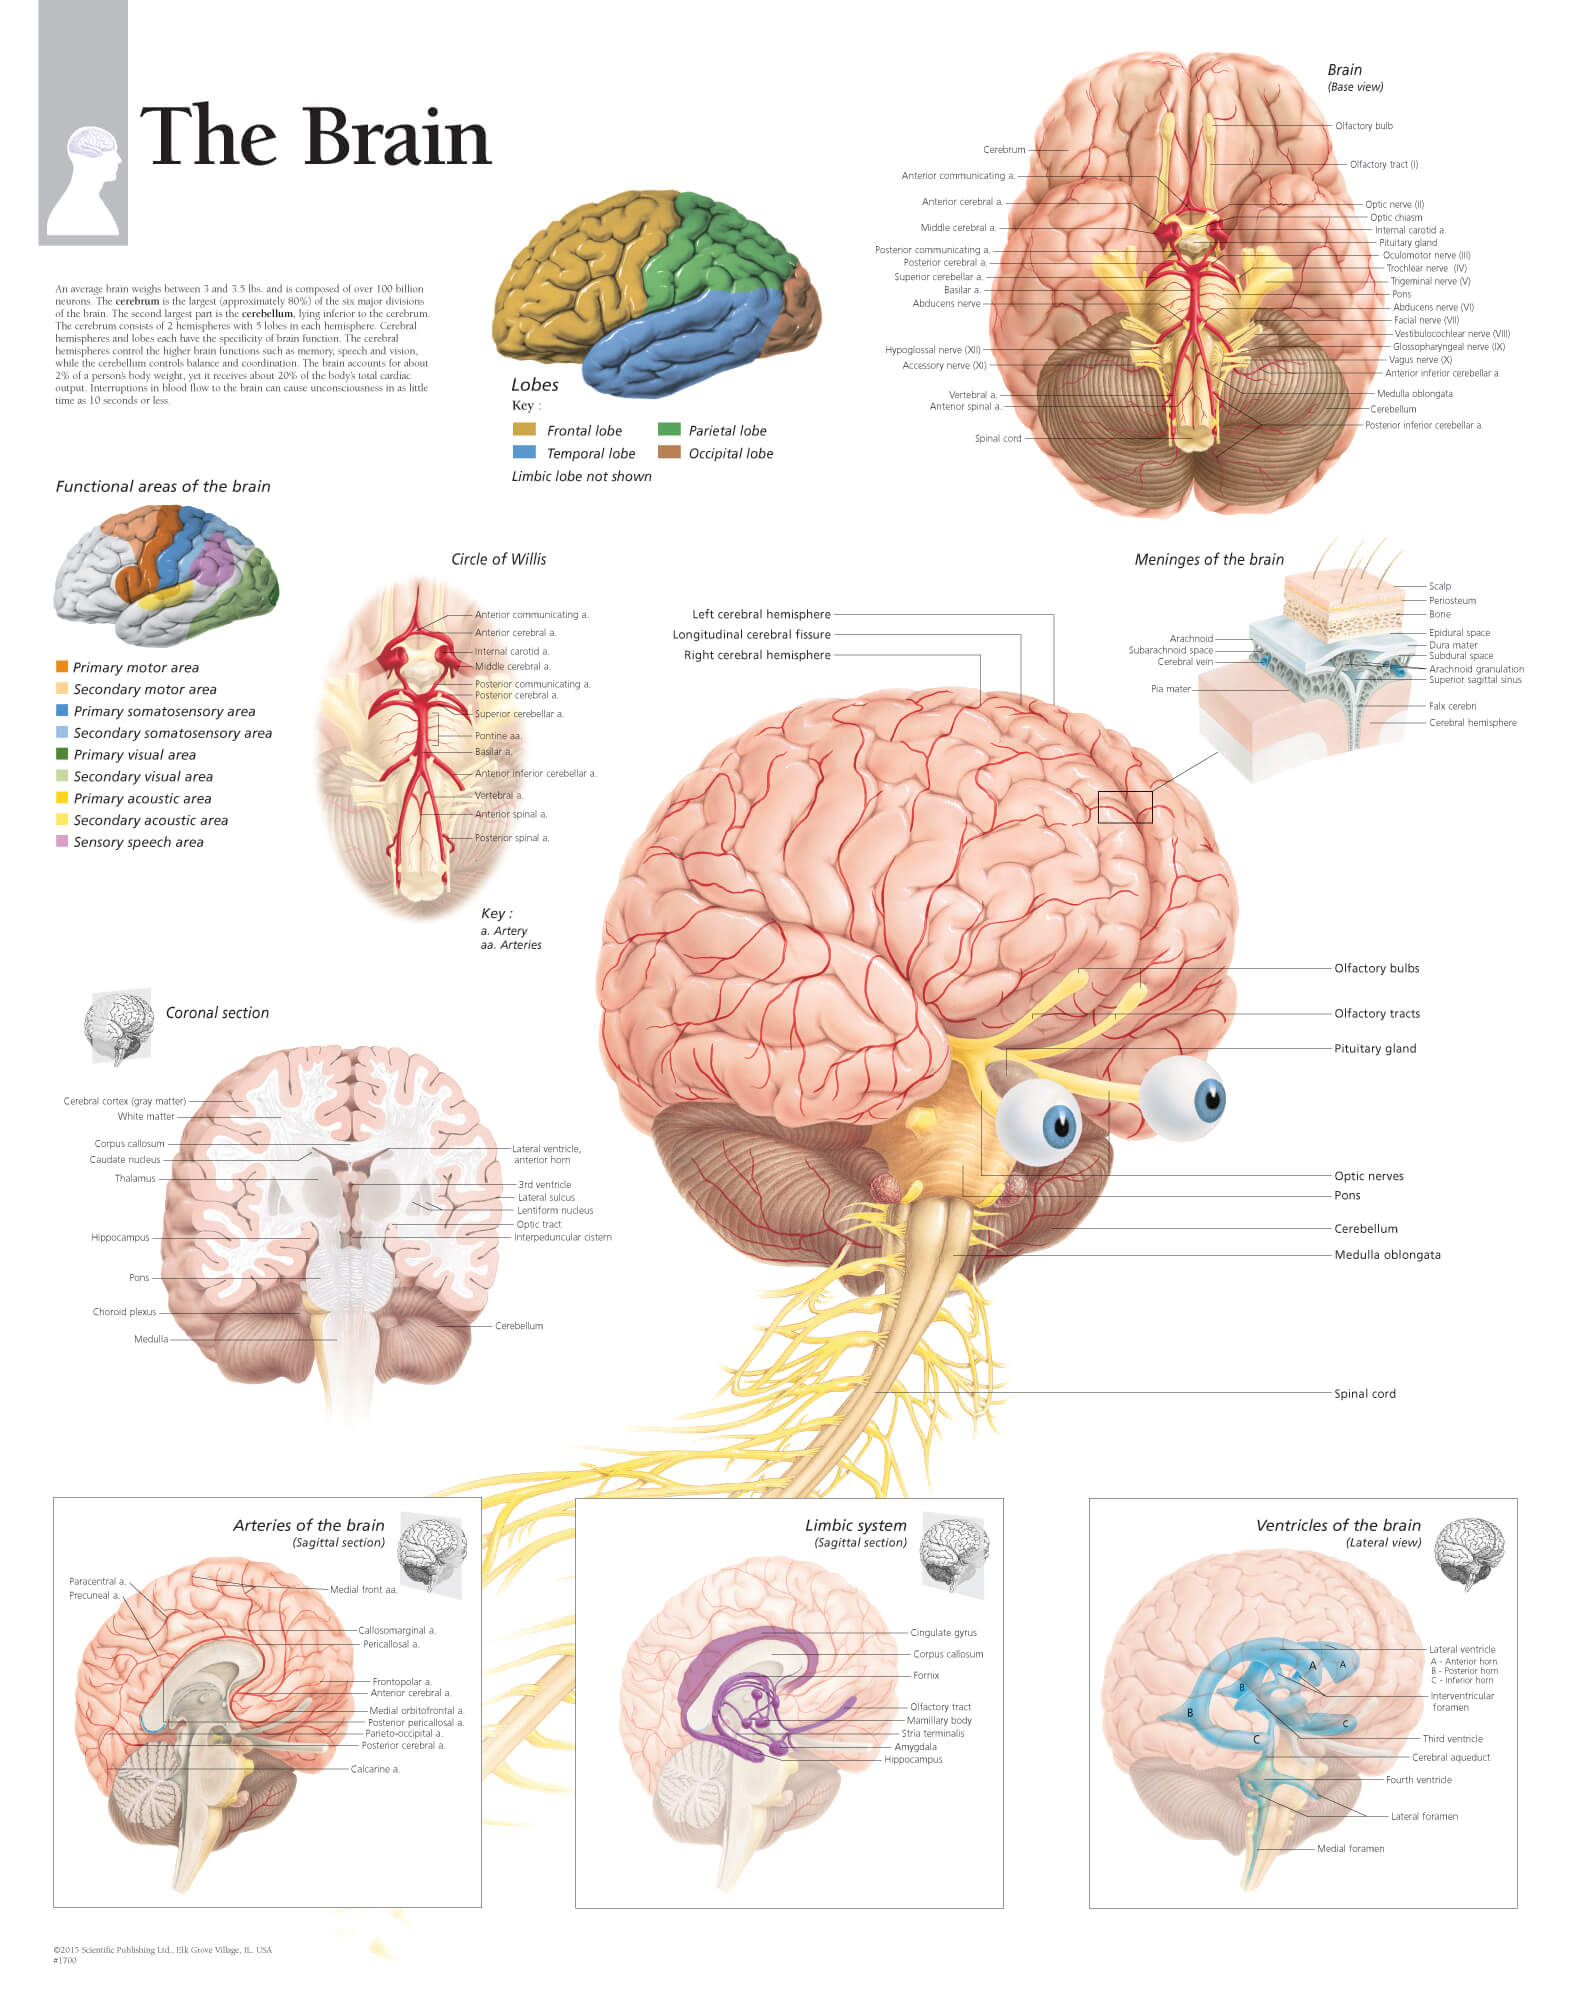 The Brain
An average brain weighs between 3 and 3.5 lbs. and is composed of over 100 billion
neurons. The cerebrum is the largest (approximately 80%) of the six major divisions
of the brain. The second largest part is the cerebellum, lying inferior to the cerebrum.
The cerebrum consists of 2 hemispheres with 5 lobes in each hemisphere. Cerebral
hemispheres and lobes each have the specificity of brain function. The cerebral
hemispheres control the higher brain functions such as memory, speech and vision,
while the cerebellum controls balance and coordination. The brain accounts for about
2% of a person's body weight, yet it receives about 20% of the body's total cardiac
output. Interruptions in blood flow to the brain can cause unconsciousness in as little
time as 10 seconds or less.
Lobes
Key :
Frontal lobe
Parietal lobe
Temporal lobe
Occipital lobe
Limbic lobe not shown
Brain
(Base view)
Cerebrum
Anterior communicating a.
Anterior cerebral a.
Middle cerebral a.
Posterior communicating a.
Posterior cerebral a.
Superior cerebellar a.
Basilar a.
Abducens nerve
Hypoglossal nerve (XII)
Accessory nerve (XI)
Vertebral a.
Anterior spinal a.
Spinal cord
Olfactory bulb
Olfactory tract (I)
Optic nerve (II)
Optic chiasm
Internal carotid a.
Pituitary gland
Oculomotor nerve (III)
Trochlear nerve (IV)
Trigeminal nerve (V)
Pons
Abducens nerve (VI)
Facial nerve (VII)
Vestibulocochlear nerve (VIII)
Glossopharyngeal nerve (IX)
Vagus nerve (X)
Anterior inferior cerebellar a.
Medulla oblongata
Cerebellum
Posterior inferior cerebellar a.
Functional areas of the brain
Primary motor area
Secondary motor area
Primary somatosensory area
Secondary somatosensory area
Primary visual area
Secondary visual area
Primary acoustic area
Secondary acoustic area
Sensory speech area
Circle of Willis
Anterior communicating a.
Anterior cerebral a.
Internal carotid a.
Middle cerebral a.
Posterior communicating a.
Posterior cerebral a.
Superior cerebellar a.
Pontine aa.
Basilar a.
Anterior inferior cerebellar a.
Vertebral a.
Anterior spinal a.
Posterior spinal a.
Key :
a. Artery
aa. Arteries
Meninges of the brain
Arachnoid
Subarachnoid space
Cerebral vein
Pia mater
Scalp
Periosteum
Bone
Epidural space
Dura mater
Subdural space
Arachnoid granulation
Superior sagittal sinus
Falx cerebri
Cerebral hemisphere
Left cerebral hemisphere
Longitudinal cerebral fissure
Right cerebral hemisphere
Olfactory bulbs
Olfactory tracts
Pituitary gland
Optic nerves
Pons
Cerebellum
Medulla oblongata
Spinal cord
Coronal section
Cerebral cortex (gray matter)
White matter
Corpus callosum
Caudate nucleus
Thalamus
Hippocampus
Pons
Choroid plexus
Medulla
Lateral ventricle,
anterior horn
3rd ventricle
Lateral sulcus
Lentiform nucleus
Optic tract
Interpeduncular cistern
Cerebellum
Arteries of the brain
(Sagittal section)
Paracentral a.
Precuneal a.
Medial front aa.
Callosomarginal a.
Pericallosal a.
Frontopolar a.
Anterior cerebral a.
Medial orbitofrontal a.
Posterior pericallosal a.
Parieto-occipital a.
Posterior cerebral a.
Calcarine a.
Limbic system
(Sagittal section)
Cingulate gyrus
Corpus callosum
Fornix
Olfactory tract
Mamillary body
Stria terminalis
Amygdala
Hippocampus
Ventricles of the brain
(Lateral view)
Lateral ventricle
A - Anterior horn
B - Posterior horn
C - Inferior horn
Interventricular
foramen
Third ventricle
Cerebral aqueduct
Fourth ventricle
Lateral foramen
Medial foramen
A
A
B
B
C
C
©2015 Scientific Publishing Ltd., Elk Grove Village, IL. USA
#1700